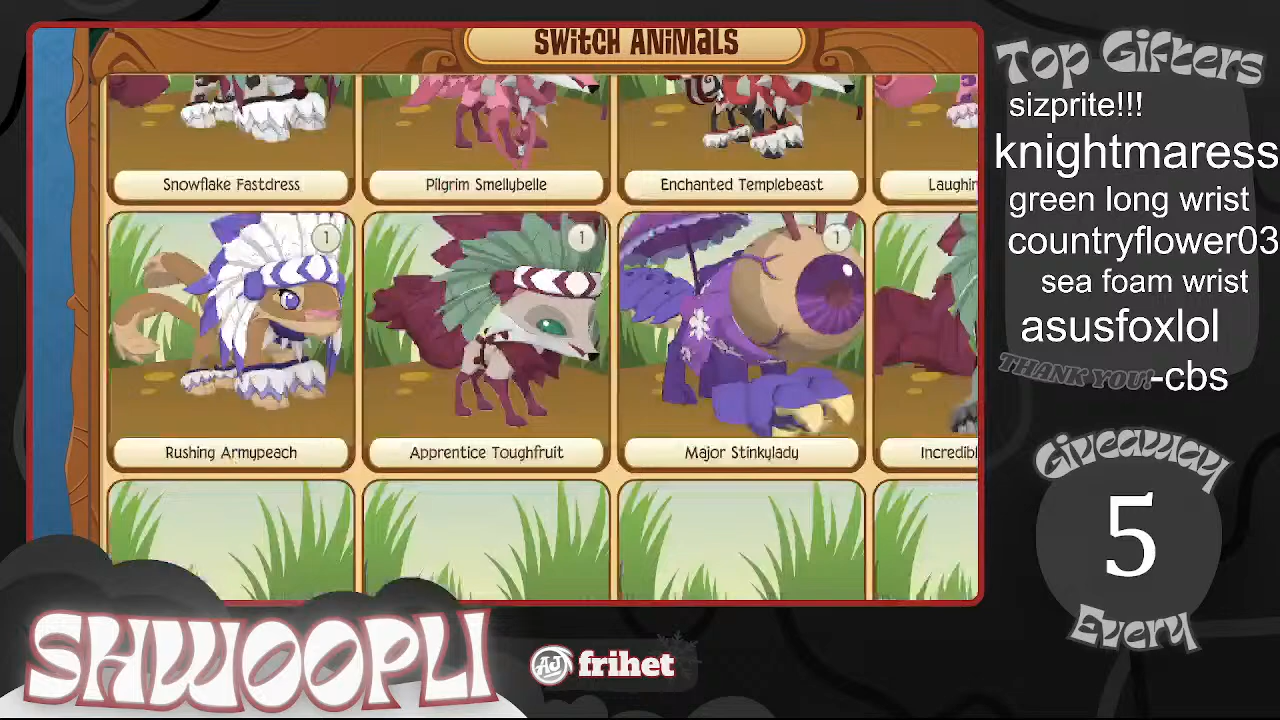 SWITCH ANIMALS
Snowflake Fastdress
Pilgrim Smellybelle
Enchanted Templebeast
Laughin
1
1
1
Rushing Armypeach
Apprentice Toughfruit
Major Stinkylady
Incredibl
Top Gifters
sizprite!!!
knightmaress
green long wrist
countryflower03
sea foam wrist
asusfoxlol
THANK YOU!-cbs
Giveaway
5
Every
SHWOOPLI
AJ frihet